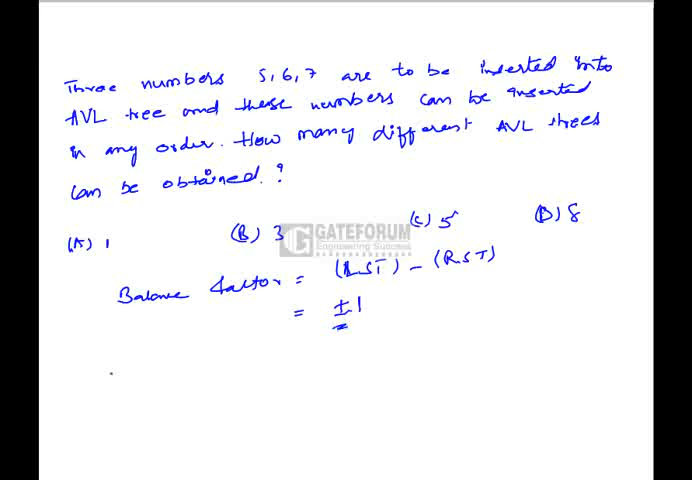 Three numbers 5, 6, 7 are to be inserted into
AVL tree and these numbers can be inserted
in any order. How many different AVL trees
can be obtained.?
(A) 1 (B) 3 (C) 5 (D) 8
GATEFORUM
Engineering Success
Balance factor = (L.S.T) - (R.S.T)
= ±1